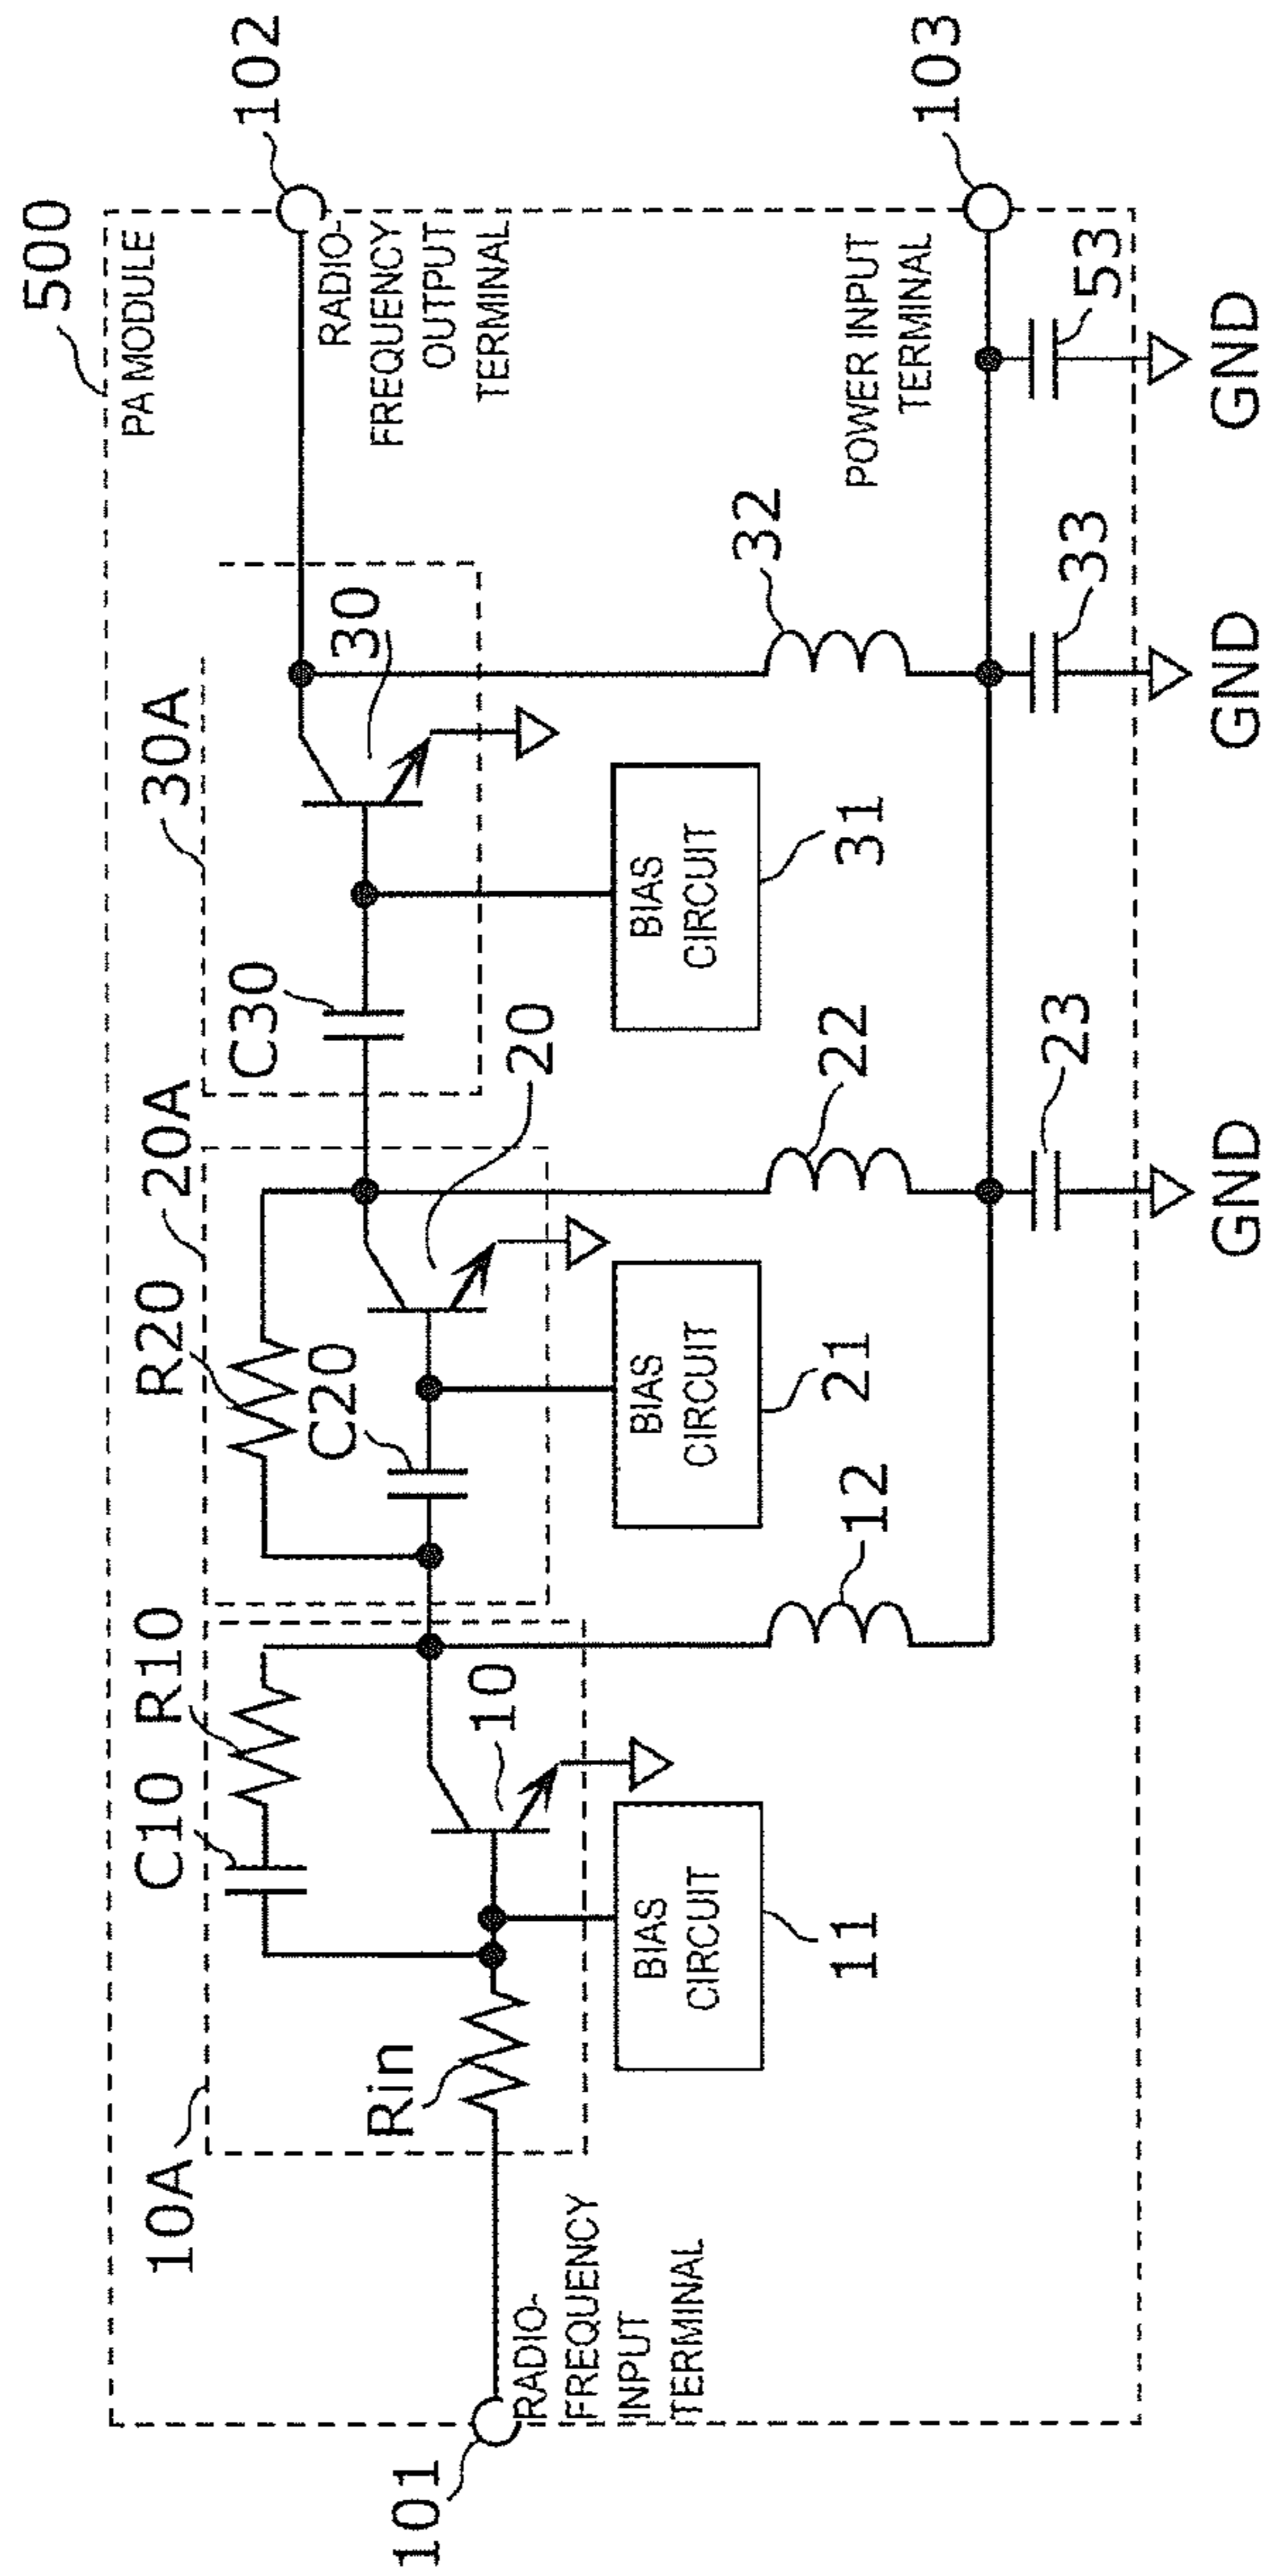 500
PA MODULE
102
RADIO-
FREQUENCY
OUTPUT
TERMINAL
10A
C10
R10
R20
20A
C30
30A
C20
Rin
10
20
30
101
RADIO-
FREQUENCY
INPUT
TERMINAL
BIAS
CIRCUIT
11
BIAS
CIRCUIT
21
BIAS
CIRCUIT
31
12
22
32
POWER INPUT
TERMINAL
103
23
33
53
GND
GND
GND